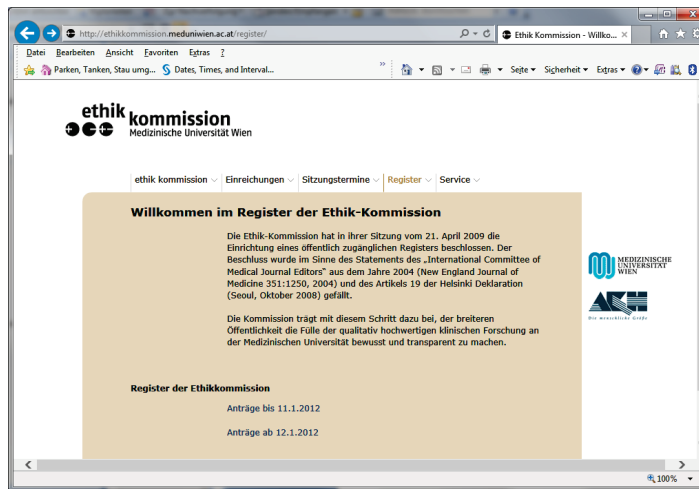 http://ethikkommission.meduniwien.ac.at/register/
Ethik Kommission - Willko...
Datei Bearbeiten Ansicht Favoriten Extras ?
Parken, Tanken, Stau umg... Dates, Times, and Interval...
Seite Sicherheit Extras
ethik kommission
Medizinische Universität Wien
ethik kommission Einreichungen Sitzungstermine Register Service
Willkommen im Register der Ethik-Kommission
Die Ethik-Kommission hat in ihrer Sitzung vom 21. April 2009 die
Einrichtung eines öffentlich zugänglichen Registers beschlossen. Der
Beschluss wurde im Sinne des Statements des „International Committee of
Medical Journal Editors" aus dem Jahre 2004 (New England Journal of
Medicine 351:1250, 2004) und des Artikels 19 der Helsinki Deklaration
(Seoul, Oktober 2008) gefällt.
Die Kommission trägt mit diesem Schritt dazu bei, der breiteren
Öffentlichkeit die Fülle der qualitativ hochwertigen klinischen Forschung an
der Medizinischen Universität bewusst und transparent zu machen.
MEDIZINISCHE
UNIVERSITÄT
WIEN
AKH
Die menschliche Größe
Register der Ethikkommission
Anträge bis 11.1.2012
Anträge ab 12.1.2012
100%